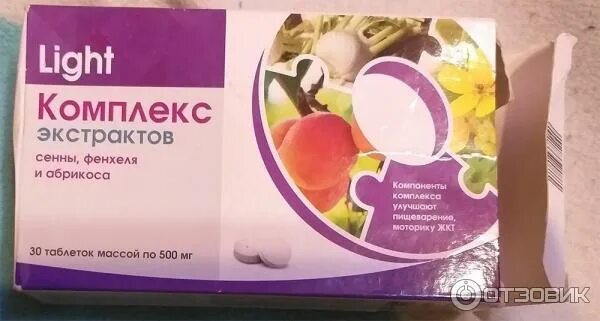 Light
Комплекс
экстрактов
сенны, фенхеля
и абрикоса
30 таблеток массой по 500 мг
Компоненты
комплекса
улучшают
пищеварение,
моторику ЖКТ
ОТЗОВИК